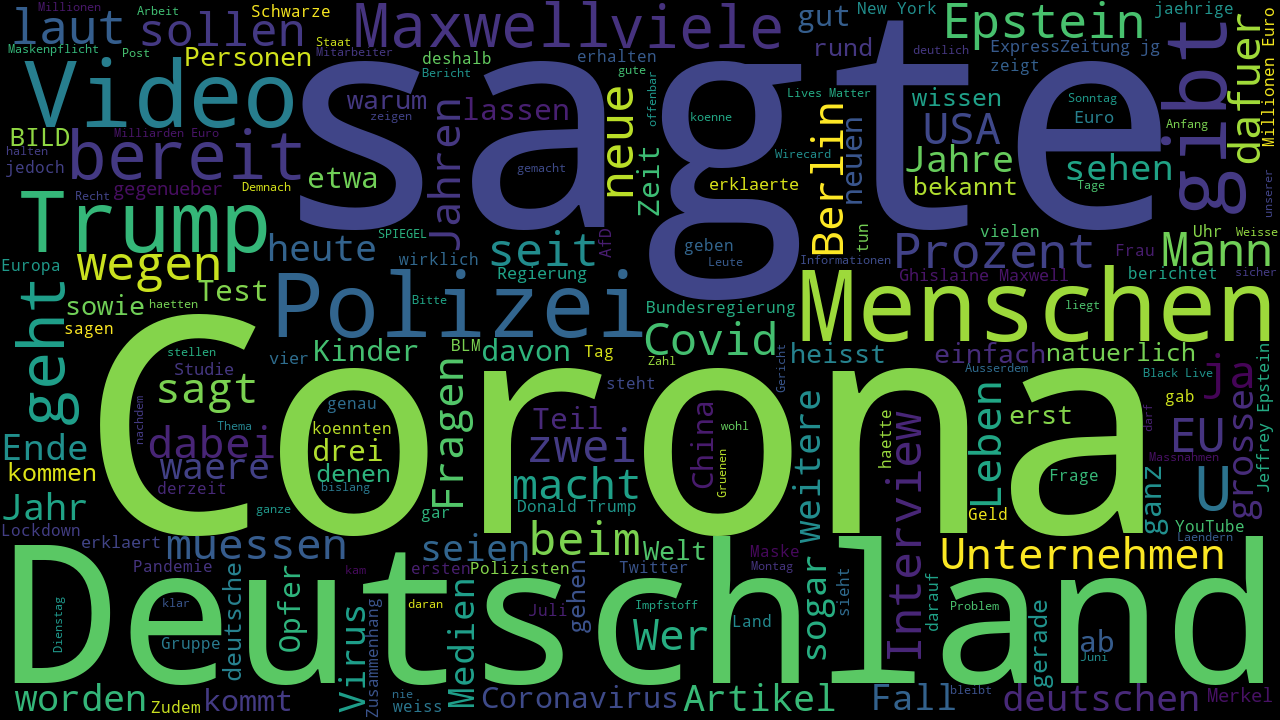 Millionen
Arbeit
Schwarze
laut
sollen
Maxwell
viele
gut
New York
Epstein
jaehrige
Maskenpflicht
Post
Personen
Staat
Mitarbeiter
deshalb
Bericht
erhalten
rund
ExpressZeitung jg
zeigt
gibt
dafuer
Millionen Euro
Video
sagte
warum
zeigen
Jahren
lassen
neue
gute
offenbar
koenne
Lives Matter
Berlin
neuen
wissen
USA
Sonntag
Euro
Anfang
BILD
Milliarden Euro
halten
jedoch
bereit
etwa
gemacht
Zeit
Wirecard
Jahre
sehen
gegenueber
Demnach
Recht
erklaerte
bekannt
Tage
unserer
Trump
SPIEGEL
AfD
tun
vielen
Uhr
Weisse
heute
wirklich
seit
geben
Leute
Informationen
Prozent
Frau
Mann
Europa
wegen
Regierung
Ghislaine Maxwell
berichtet
sicher
geht
sowie
haetten
Test
Polizei
Bitte
Bundesregierung
Menschen
liegt
sagen
stellen
vier
Kinder
BLM
davon
Tag
Covid
Zahl
Gericht
heisst
einfach
natuerlich
Ausserdem
Black Live
Studie
sagt
steht
ja
Corona
genau
gab
Jeffrey Epstein
nachdem
Thema
koennten
Fragen
Teil
China
wohl
weitere
haette
Leben
erst
darf
grosse
EU
Ende
dabei
drei
zwei
Gruenen
Interview
Massnahmen
kommen
waere
denen
macht
Frage
ganz
U
derzeit
bislang
Jahr
ganze
gar
Donald Trump
Geld
YouTube
Lockdown
erklaert
muessen
seien
beim
Welt
Maske
Laendern
Unternehmen
Pandemie
kam
ersten
Polizisten
Twitter
Montag
sogar
sieht
darauf
Deutschland
Dienstag
klar
deutsche
Opfer
daran
Juli
gehen
Impfstoff
Problem
Gruppe
Virus
Zusammenhang
Medien
Wer
Land
gerade
ab
Juni
worden
Zudem
kommt
nie
weiss
Coronavirus
Artikel
Fall
bleibt
deutschen
Merkel